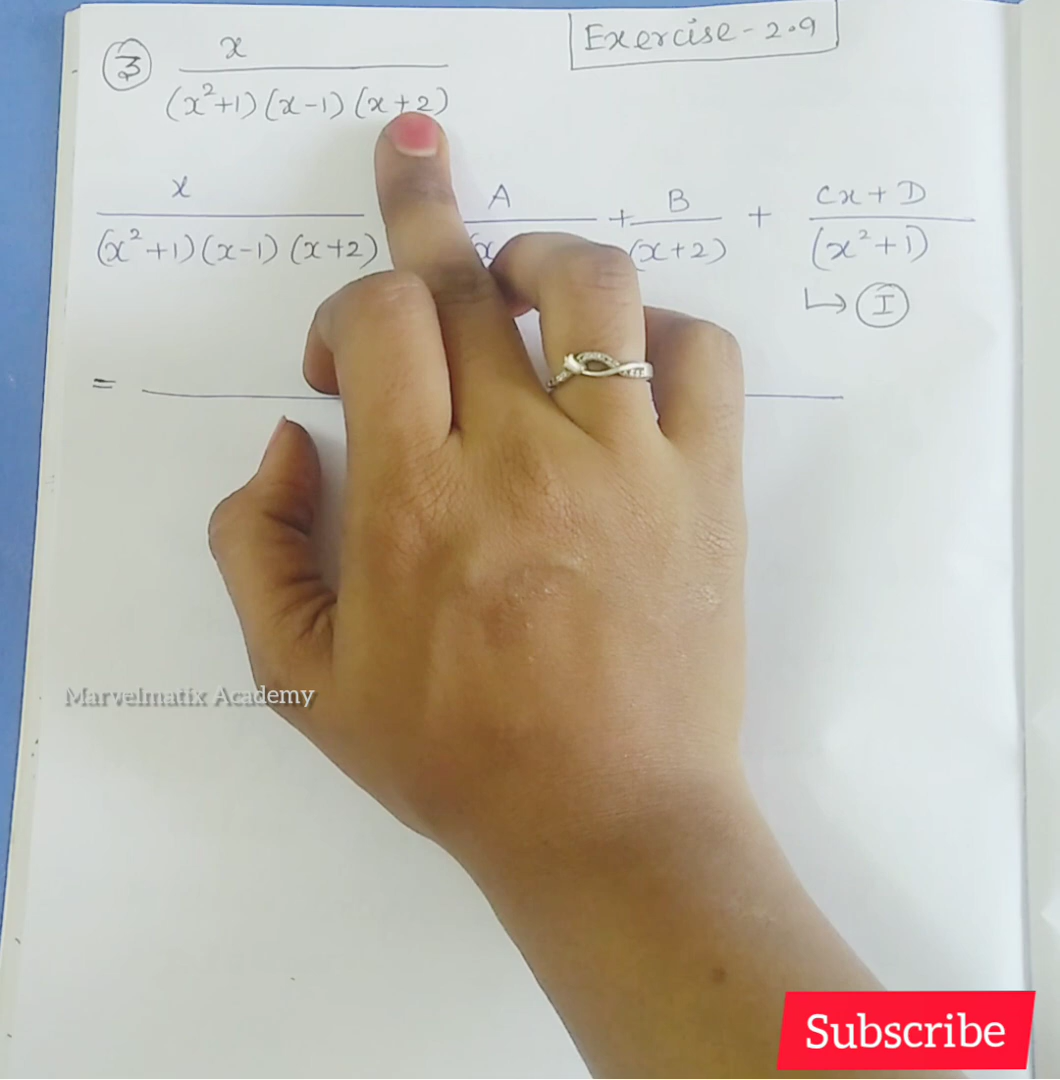 Exercise - 2.9
③ x
(x²+1) (x-1) (x+2)
x A + B + Cx + D
(x²+1) (x-1) (x+2) (x+2) (x²+1)
↳ Ⓘ
=
Marvelmatix Academy
Subscribe